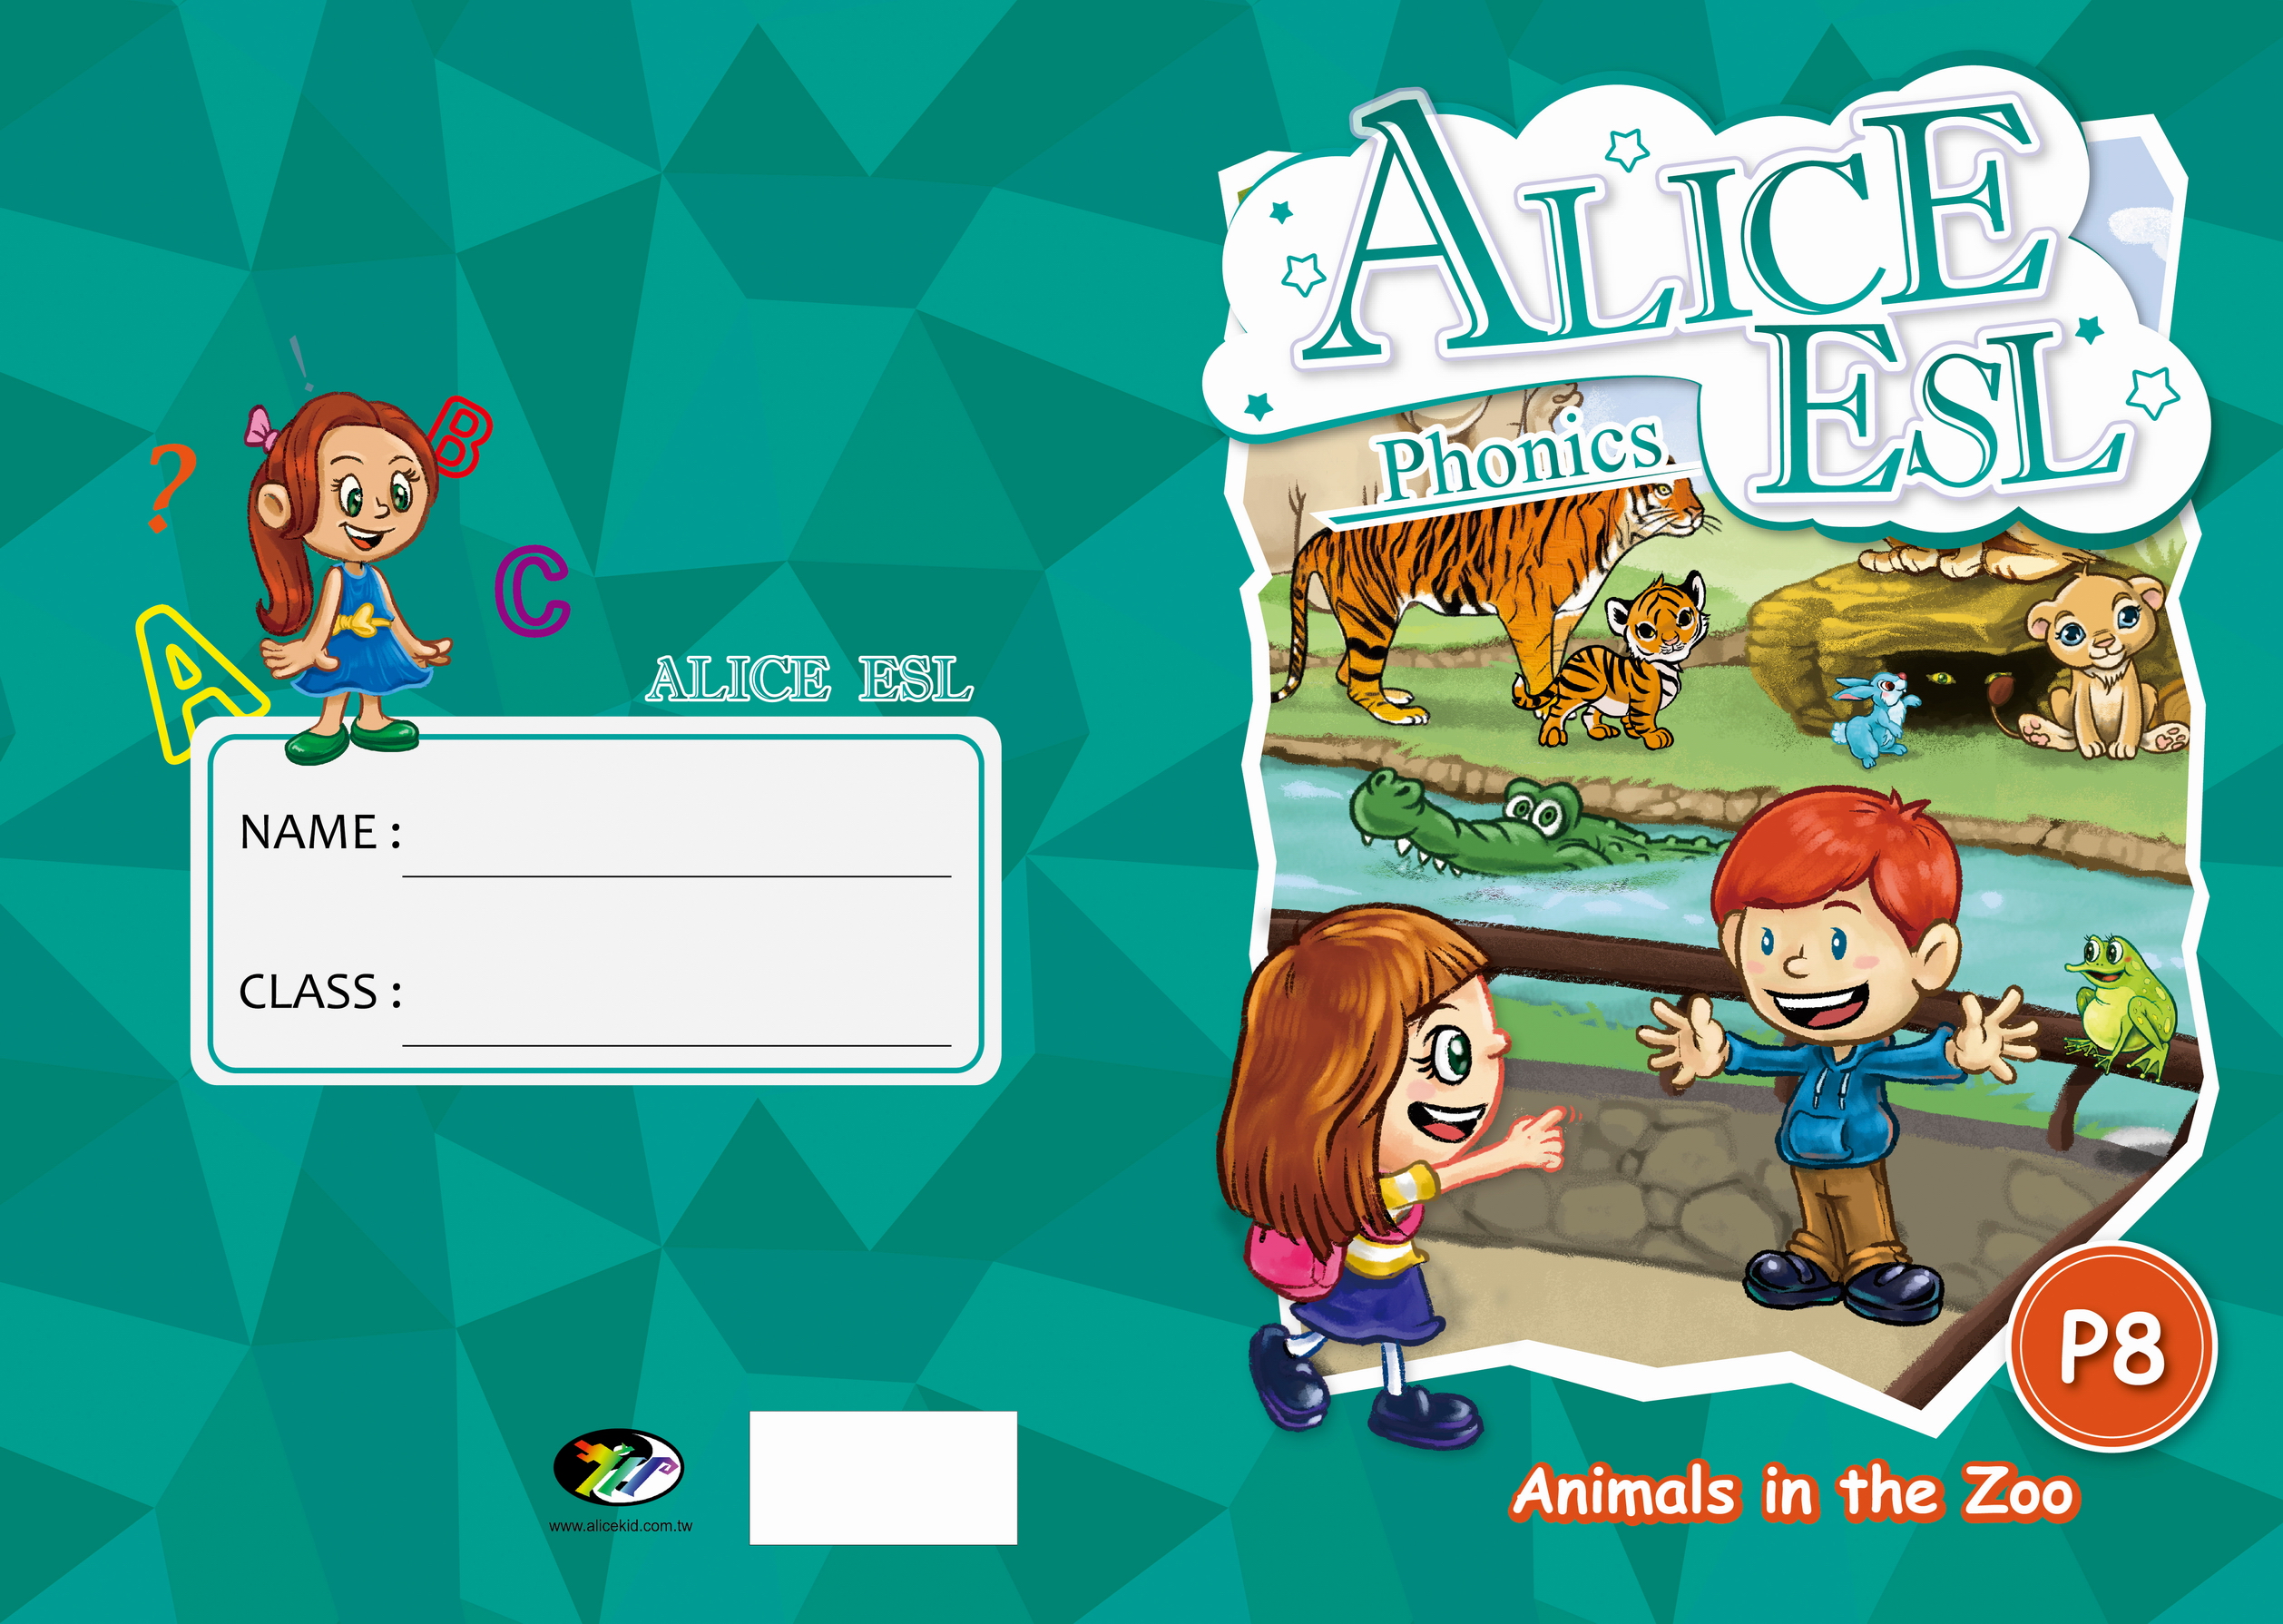 ! 
?
B
C
A
ALICE ESL
NAME :
CLASS :
www.alicekid.com.tw
ALICE
ESL
Phonics
P8
Animals in the Zoo